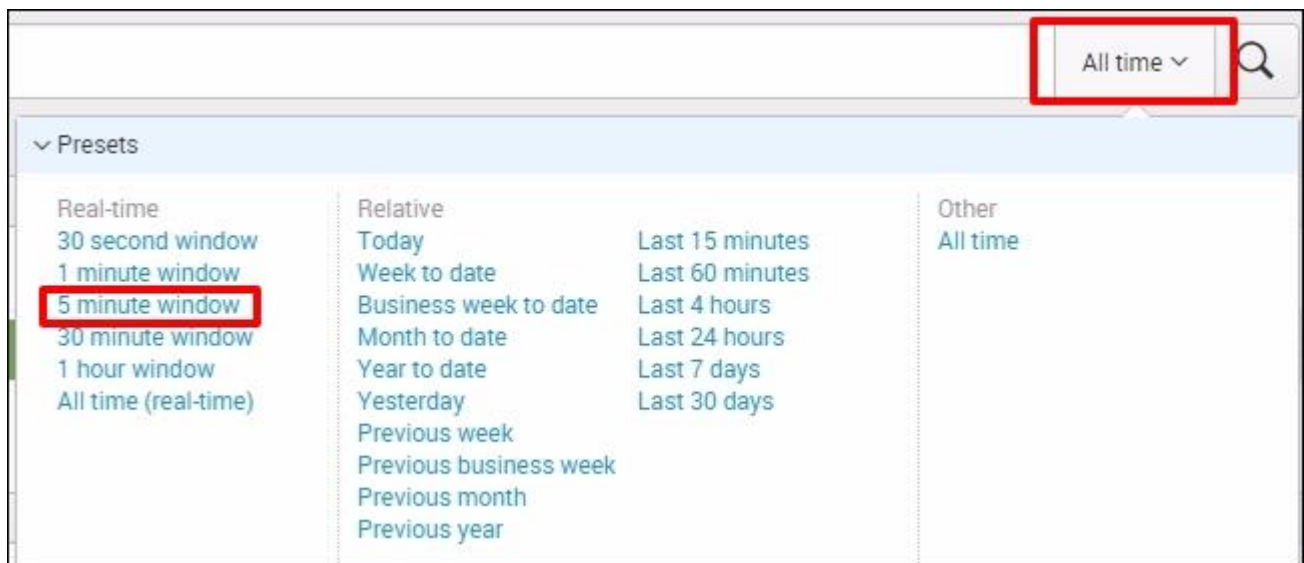 All time
Presets
Real-time
30 second window
1 minute window
5 minute window
30 minute window
1 hour window
All time (real-time)
Relative
Today
Week to date
Business week to date
Month to date
Year to date
Yesterday
Previous week
Previous business week
Previous month
Previous year
Last 15 minutes
Last 60 minutes
Last 4 hours
Last 24 hours
Last 7 days
Last 30 days
Other
All time